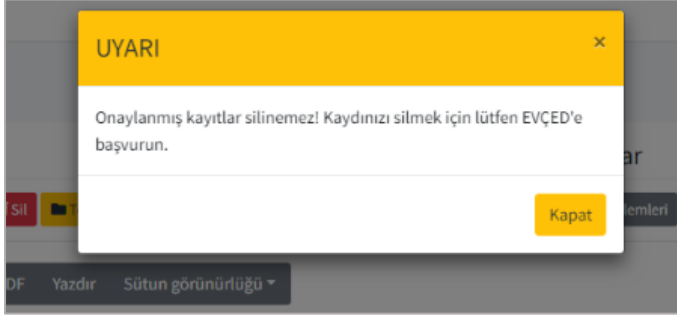 UYARI ×
Onaylanmış kayıtlar silinemez! Kaydınızı silmek için lütfen EVÇED'e
başvurun.
ar
Sil
lemleri
Kapat
DF Yazdır Sütun görünürlüğü